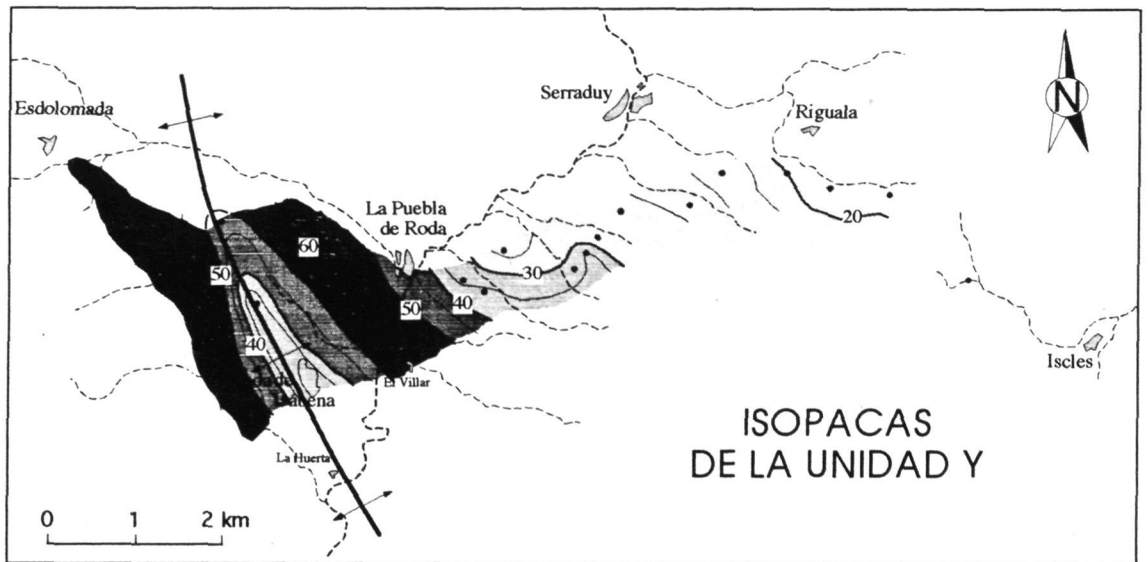 Esdolomada
Serraduy
Riguala
N
La Puebla
de Roda
60
20
50
30
50
40
40
Iscles
El Villar
La Huerta
ISOPACAS
DE LA UNIDAD Y
0 1 2 km